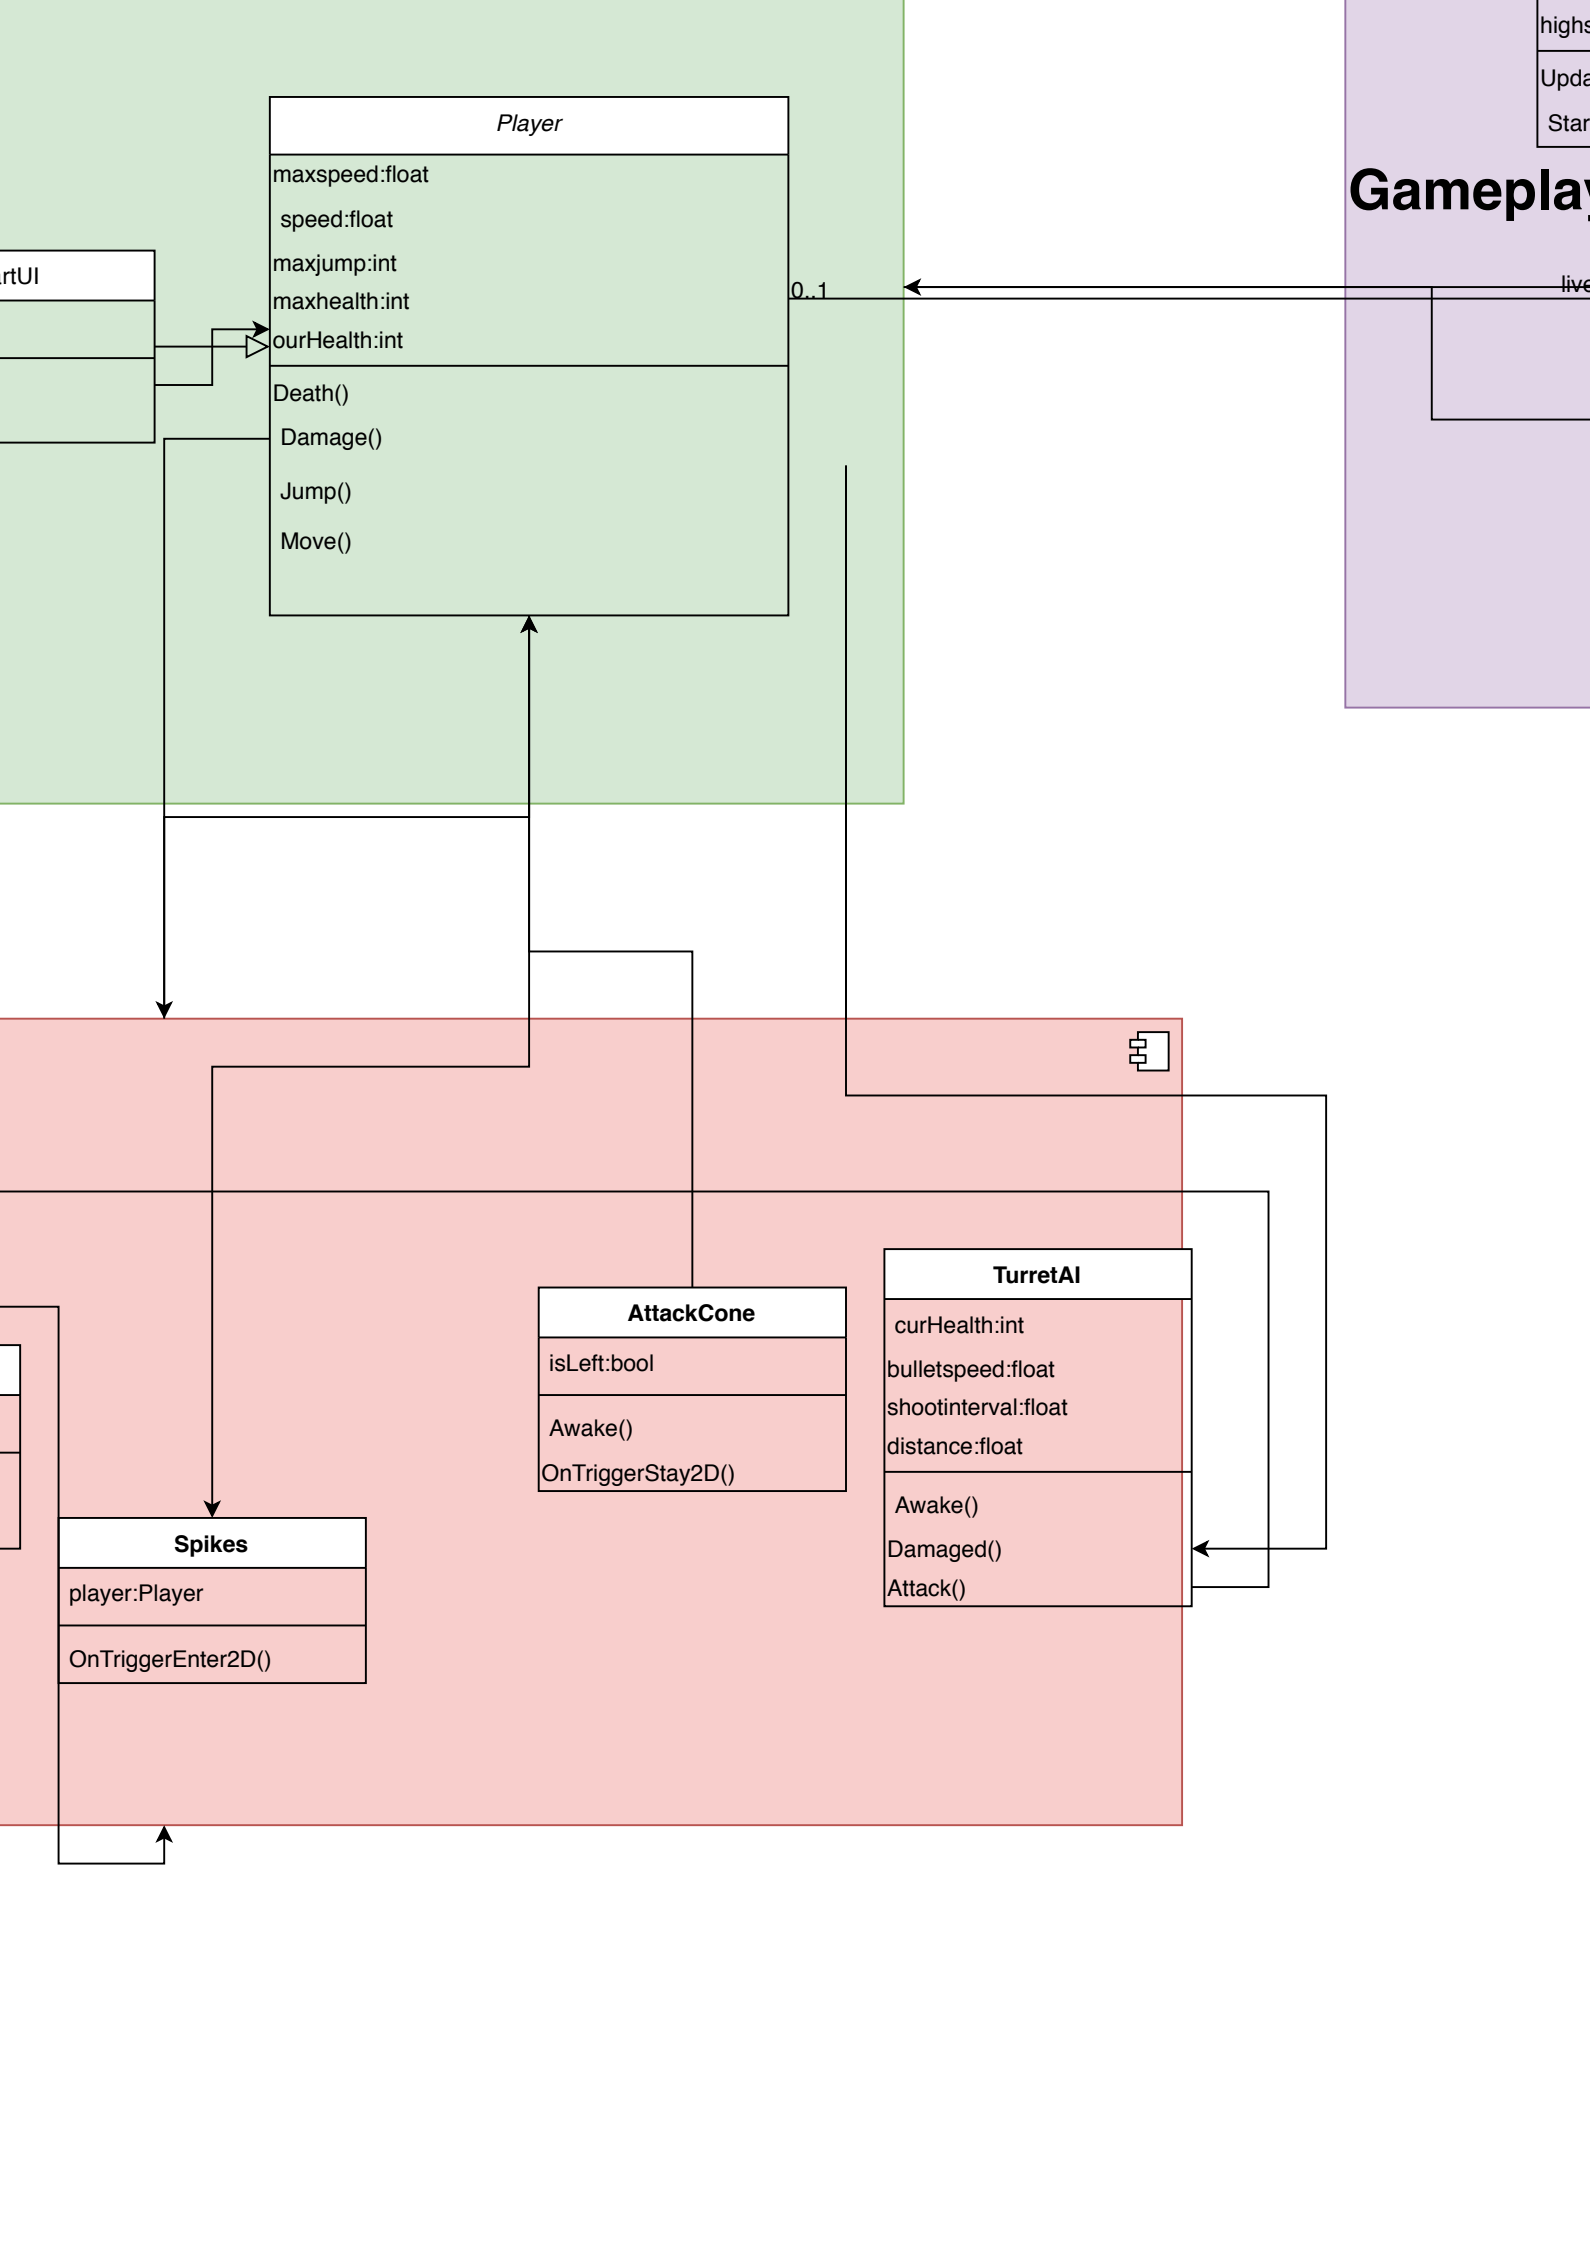 highs
Upda
Star
Gameplay
live
Player
maxspeed:float
speed:float
maxjump:int
maxhealth:int
ourHealth:int
Death()
Damage()
Jump()
Move()
0..1
rtUI
AttackCone
isLeft:bool
Awake()
OnTriggerStay2D()
TurretAI
curHealth:int
bulletspeed:float
shootinterval:float
distance:float
Awake()
Damaged()
Attack()
Spikes
player:Player
OnTriggerEnter2D()